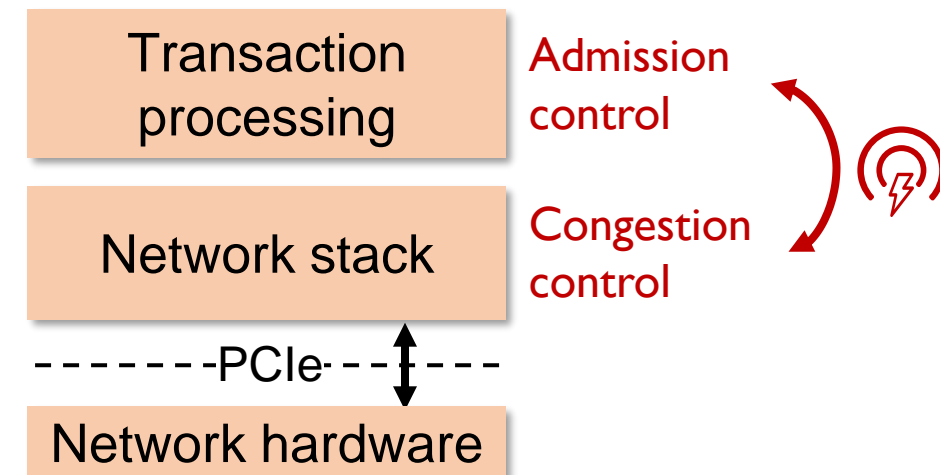 Transaction
processing
Admission
control
Network stack
Congestion
control
PCIe
Network hardware